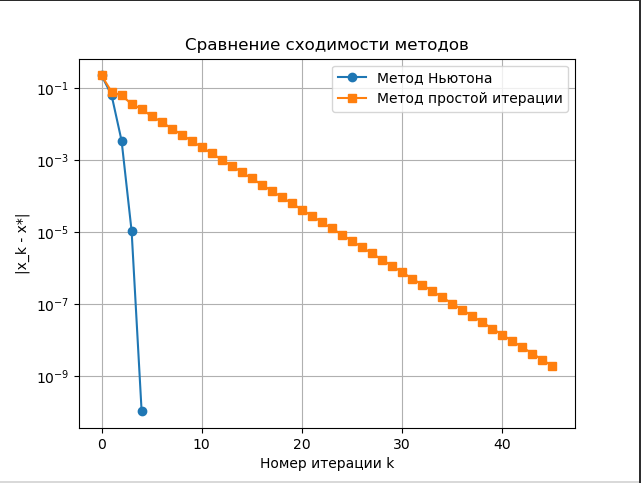 Сравнение сходимости методов
Метод Ньютона
Метод простой итерации
|x_k - x*|
10⁻¹
10⁻³
10⁻⁵
10⁻⁷
10⁻⁹
0 10 20 30 40
Номер итерации k